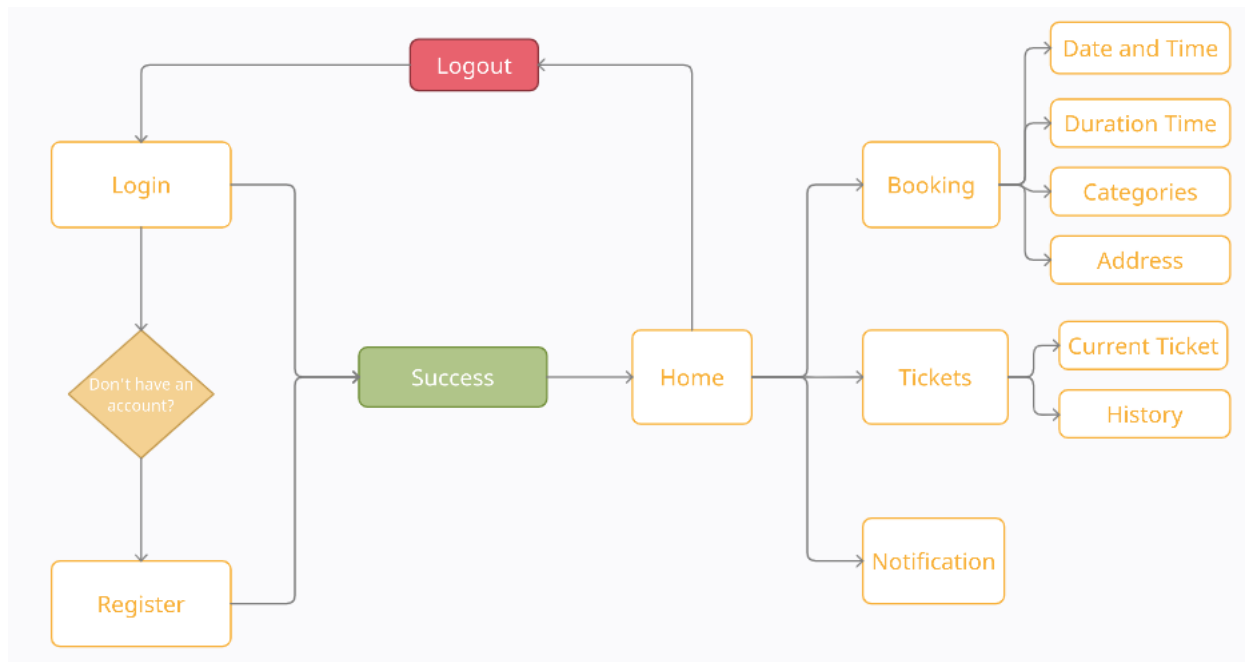 Logout
Date and Time
Duration Time
Login
Booking
Categories
Address
Don't have an
account?
Success
Home
Tickets
Current Ticket
History
Register
Notification